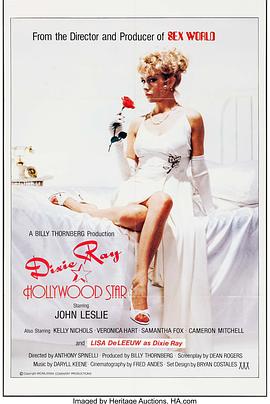 From the Director and Producer of SEX WORLD
A BILLY THORNBERG Production
Dixie Ray
HOLLYWOOD STAR
Starring
JOHN LESLIE
Also Starring KELLY NICHOLS · VERONICA HART · SAMANTHA FOX · CAMERON MITCHELL
and LISA DeLEEUW as Dixie Ray
Directed by ANTHONY SPINELLI · Produced by BILLY THORNBERG · Screenplay by DEAN ROGERS
Music by DARYLL KEENE · Cinematography by FRED ANDES · Set Design by BRYAN COSTALES XXX
Imaged by Heritage Auctions, HA.com